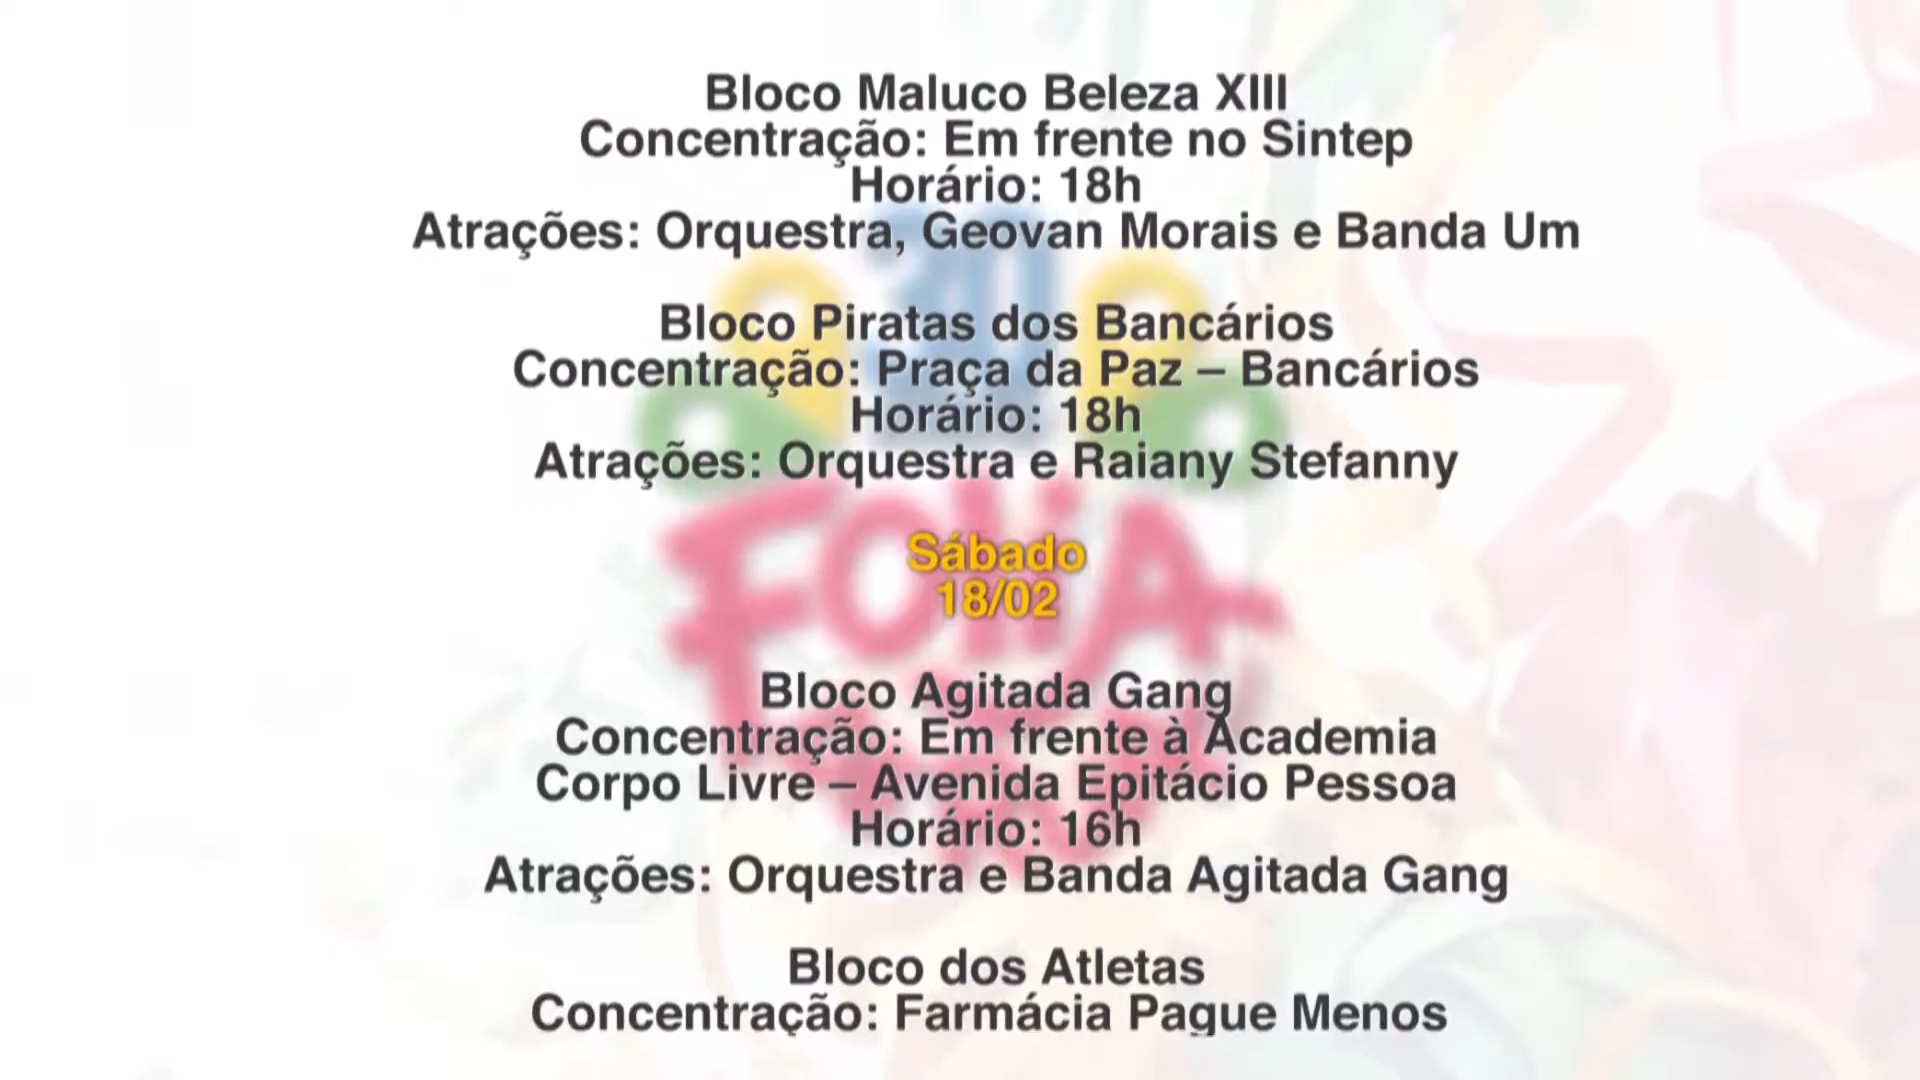 Bloco Maluco Beleza XIII
Concentração: Em frente no Sintep
Horário: 18h
Atrações: Orquestra, Geovan Morais e Banda Um
Bloco Piratas dos Bancários
Concentração: Praça da Paz – Bancários
Horário: 18h
Atrações: Orquestra e Raiany Stefanny
Sábado
18/02
Bloco Agitada Gang
Concentração: Em frente à Academia
Corpo Livre – Avenida Epitácio Pessoa
Horário: 16h
Atrações: Orquestra e Banda Agitada Gang
Bloco dos Atletas
Concentração: Farmácia Pague Menos
FOLIA